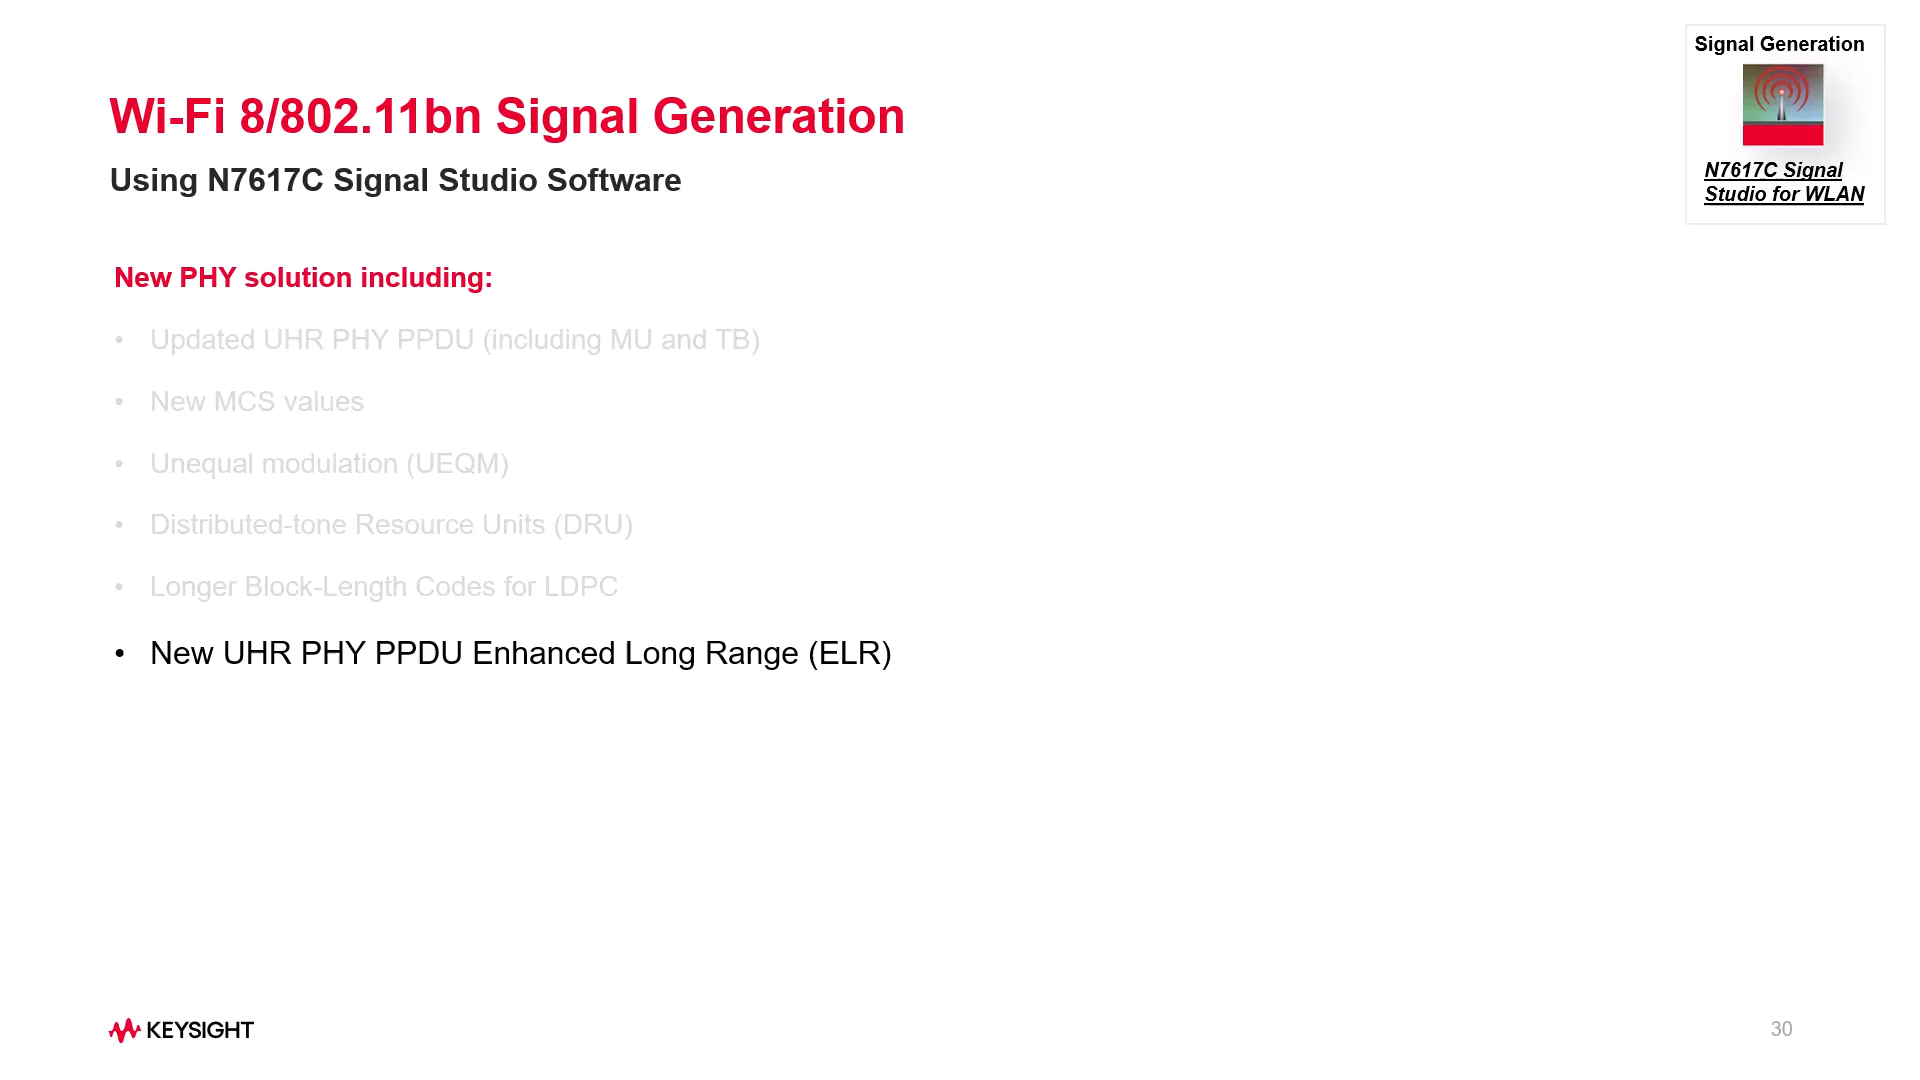 Signal Generation
N7617C Signal
Studio for WLAN
Wi-Fi 8/802.11bn Signal Generation
Using N7617C Signal Studio Software
New PHY solution including:
• Updated UHR PHY PPDU (including MU and TB)
• New MCS values
• Unequal modulation (UEQM)
• Distributed-tone Resource Units (DRU)
• Longer Block-Length Codes for LDPC
• New UHR PHY PPDU Enhanced Long Range (ELR)
KEYSIGHT
30